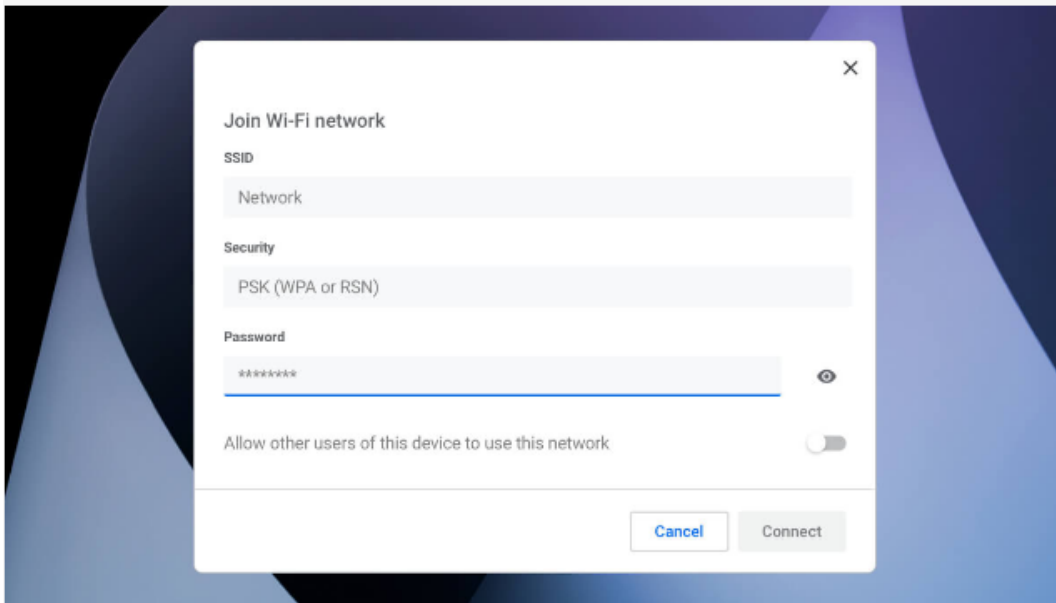 Join Wi-Fi network
SSID
Network
Security
PSK (WPA or RSN)
Password
********
Allow other users of this device to use this network
Cancel
Connect